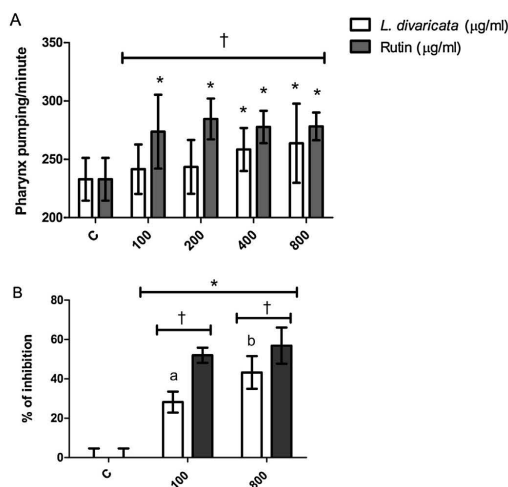 A
L. divaricata (µg/ml)
Rutin (µg/ml)
Pharynx pumping/minute
350
300
250
200
†
* * * * * *
C 100 200 400 800
B
% of inhibition
80
60
40
20
0
*
† †
a b
C 100 800